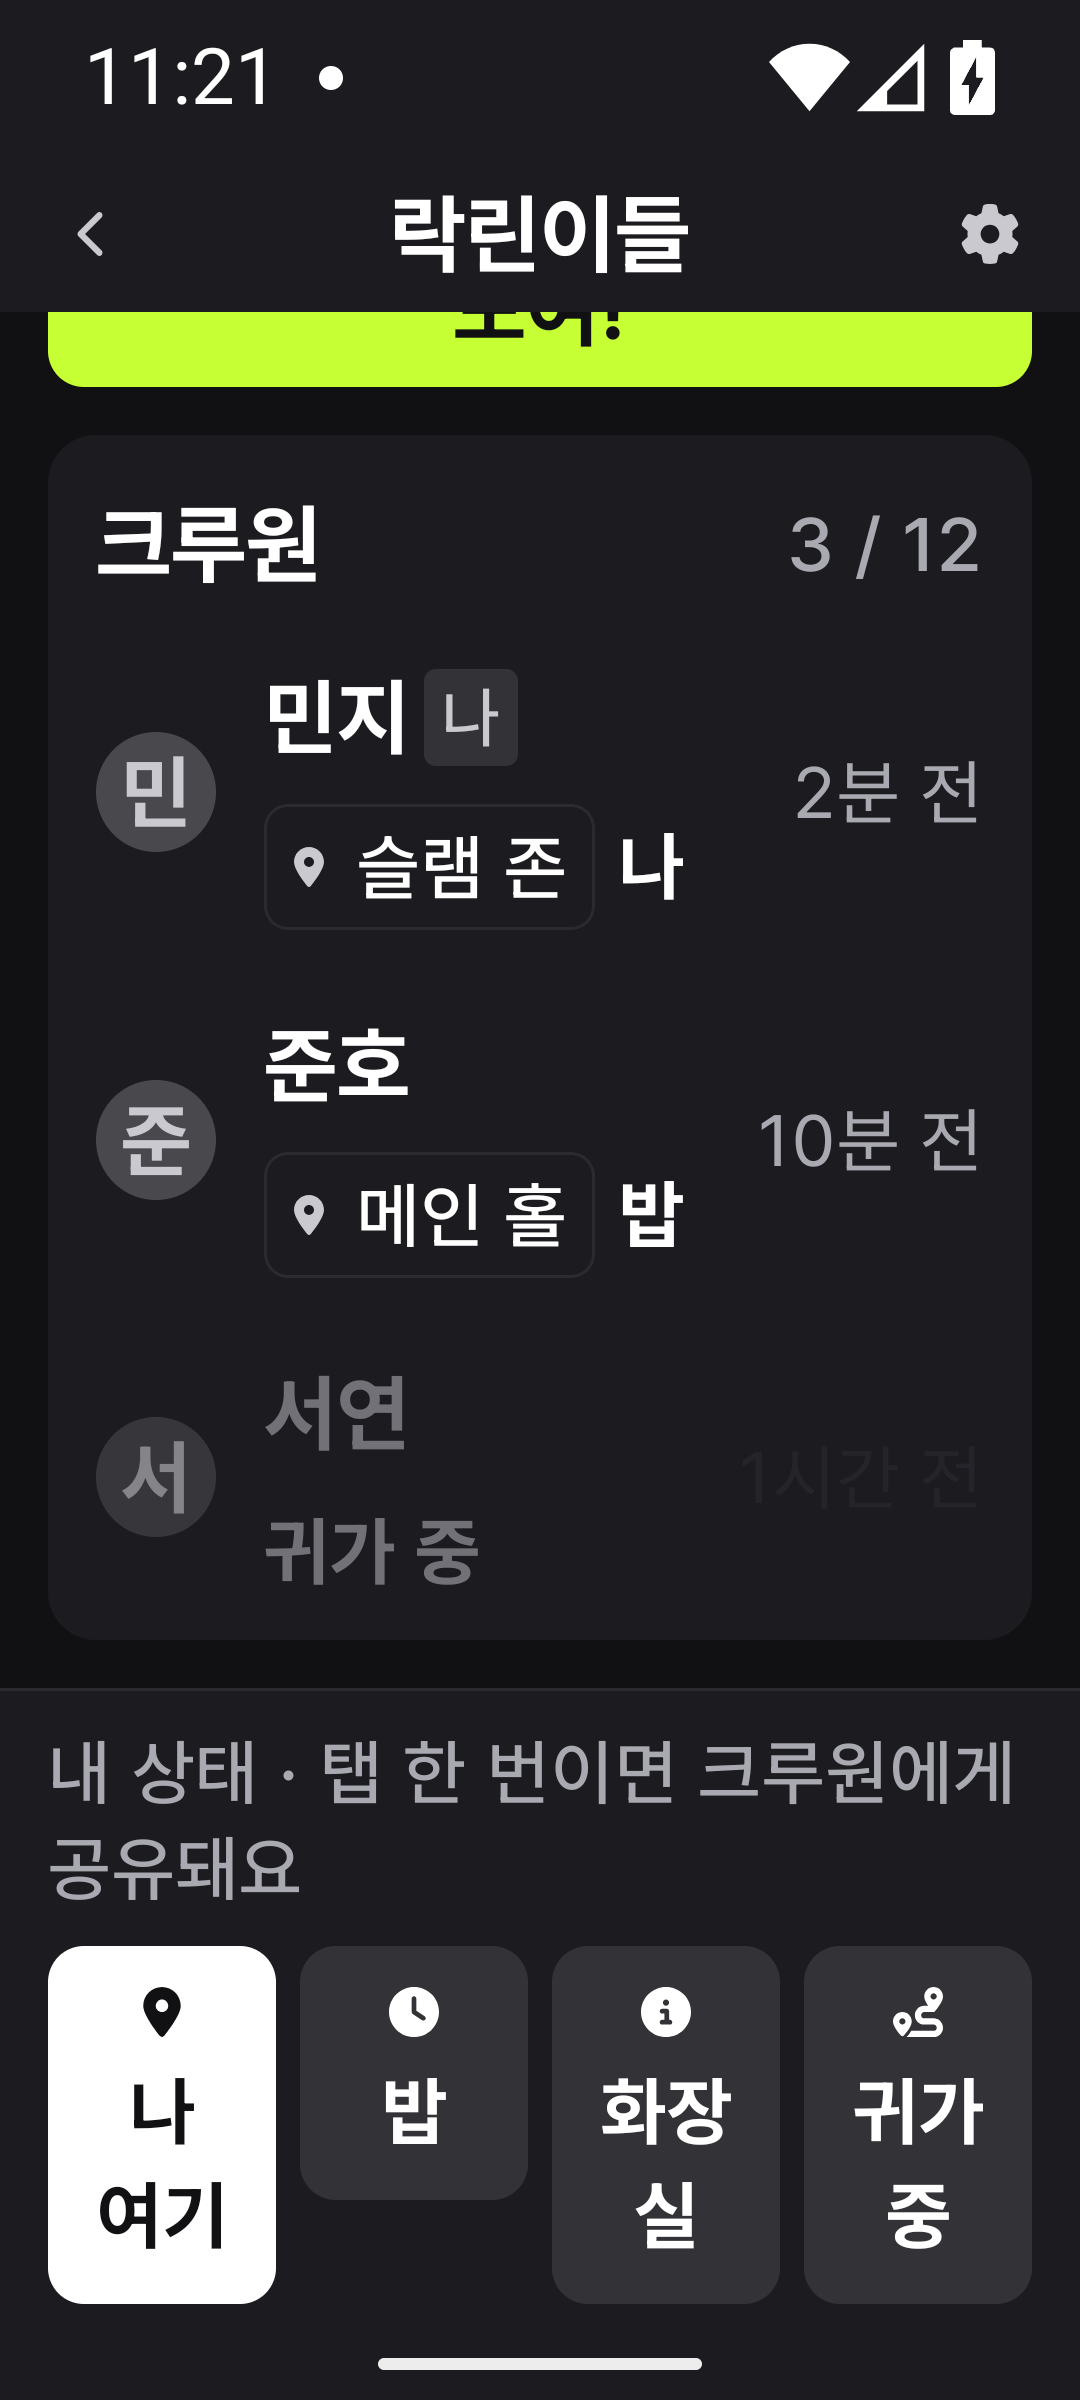 11:21
락린이들
크루원
3 / 12
민
민지 나
2분 전
슬램 존 나
준
준호
10분 전
메인 홀 밥
서
서연
1시간 전
귀가 중
내 상태 · 탭 한 번이면 크루원에게
공유돼요
나
여기
밥
화장
실
귀가
중